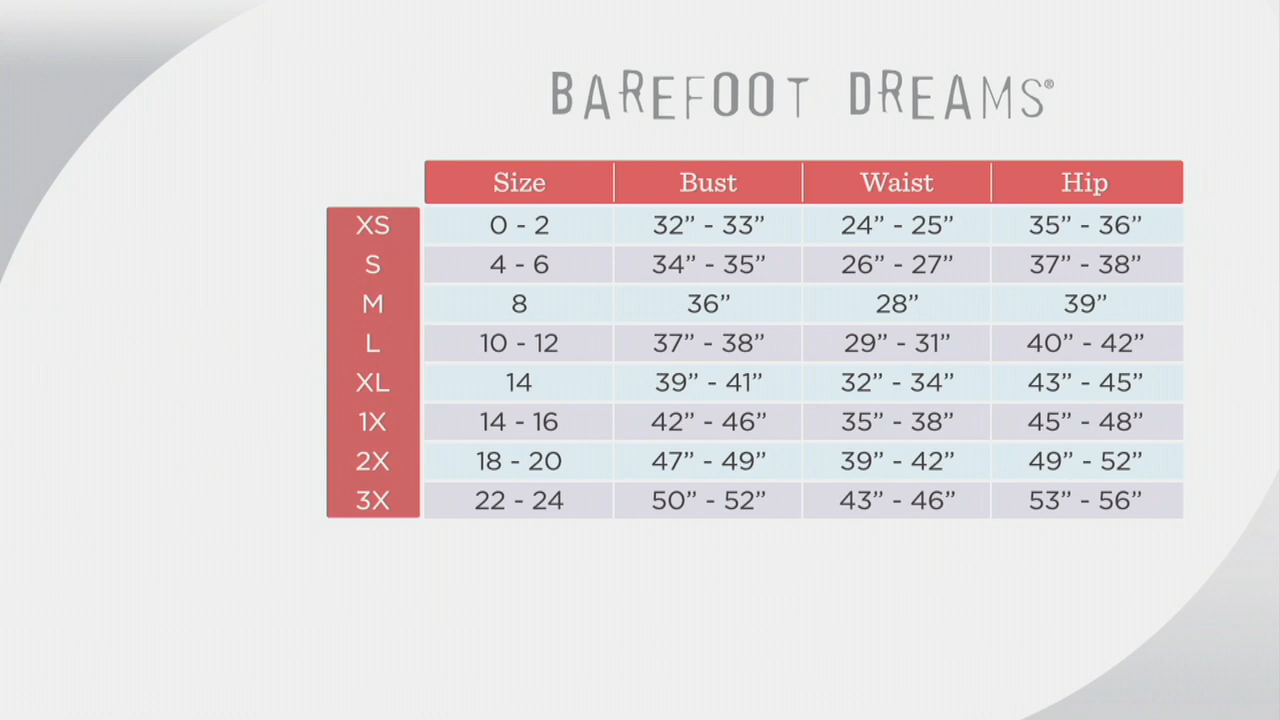 BAREFOOT DREAMS®
Size Bust Waist Hip
XS 0 - 2 32” - 33” 24” - 25” 35” - 36”
S 4 - 6 34” - 35” 26” - 27” 37” - 38”
M 8 36” 28” 39”
L 10 - 12 37” - 38” 29” - 31” 40” - 42”
XL 14 39” - 41” 32” - 34” 43” - 45”
1X 14 - 16 42” - 46” 35” - 38” 45” - 48”
2X 18 - 20 47” - 49” 39” - 42” 49” - 52”
3X 22 - 24 50” - 52” 43” - 46” 53” - 56”